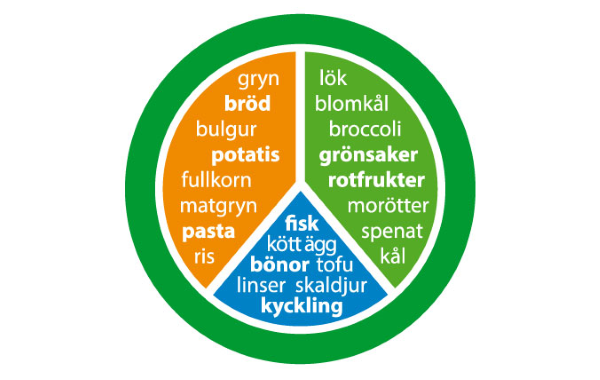 gryn
bröd
bulgur
potatis
fullkorn
matgryn
pasta
ris
lök
blomkål
broccoli
grönsaker
rotfrukter
morötter
spenat
kål
fisk
kött ägg
bönor tofu
linser skaldjur
kyckling